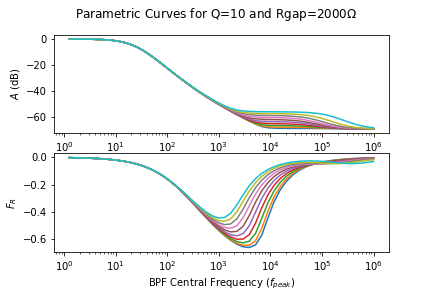 Parametric Curves for Q=10 and Rgap=2000Ω
0
−20
−40
−60
A (dB)
10^0 10^1 10^2 10^3 10^4 10^5 10^6
0.0
−0.2
−0.4
−0.6
F_R
10^0 10^1 10^2 10^3 10^4 10^5 10^6
BPF Central Frequency (f_peak)